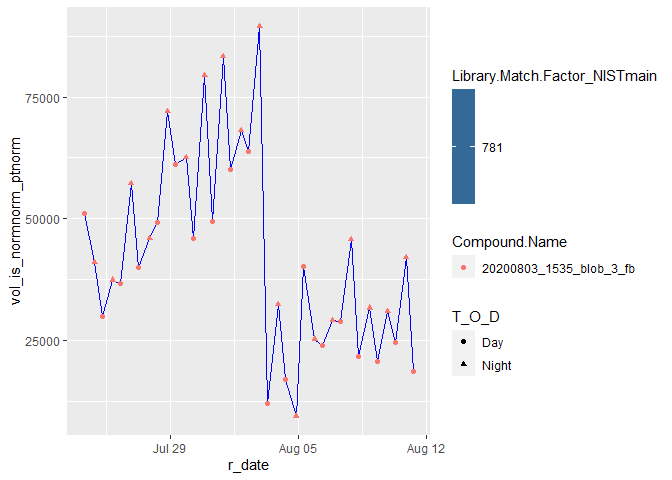 75000
50000
25000
vol_is_normnorm_ptnorm
Jul 29
Aug 05
Aug 12
r_date
Library.Match.Factor_NISTmain
781
Compound.Name
20200803_1535_blob_3_fb
T_O_D
Day
Night